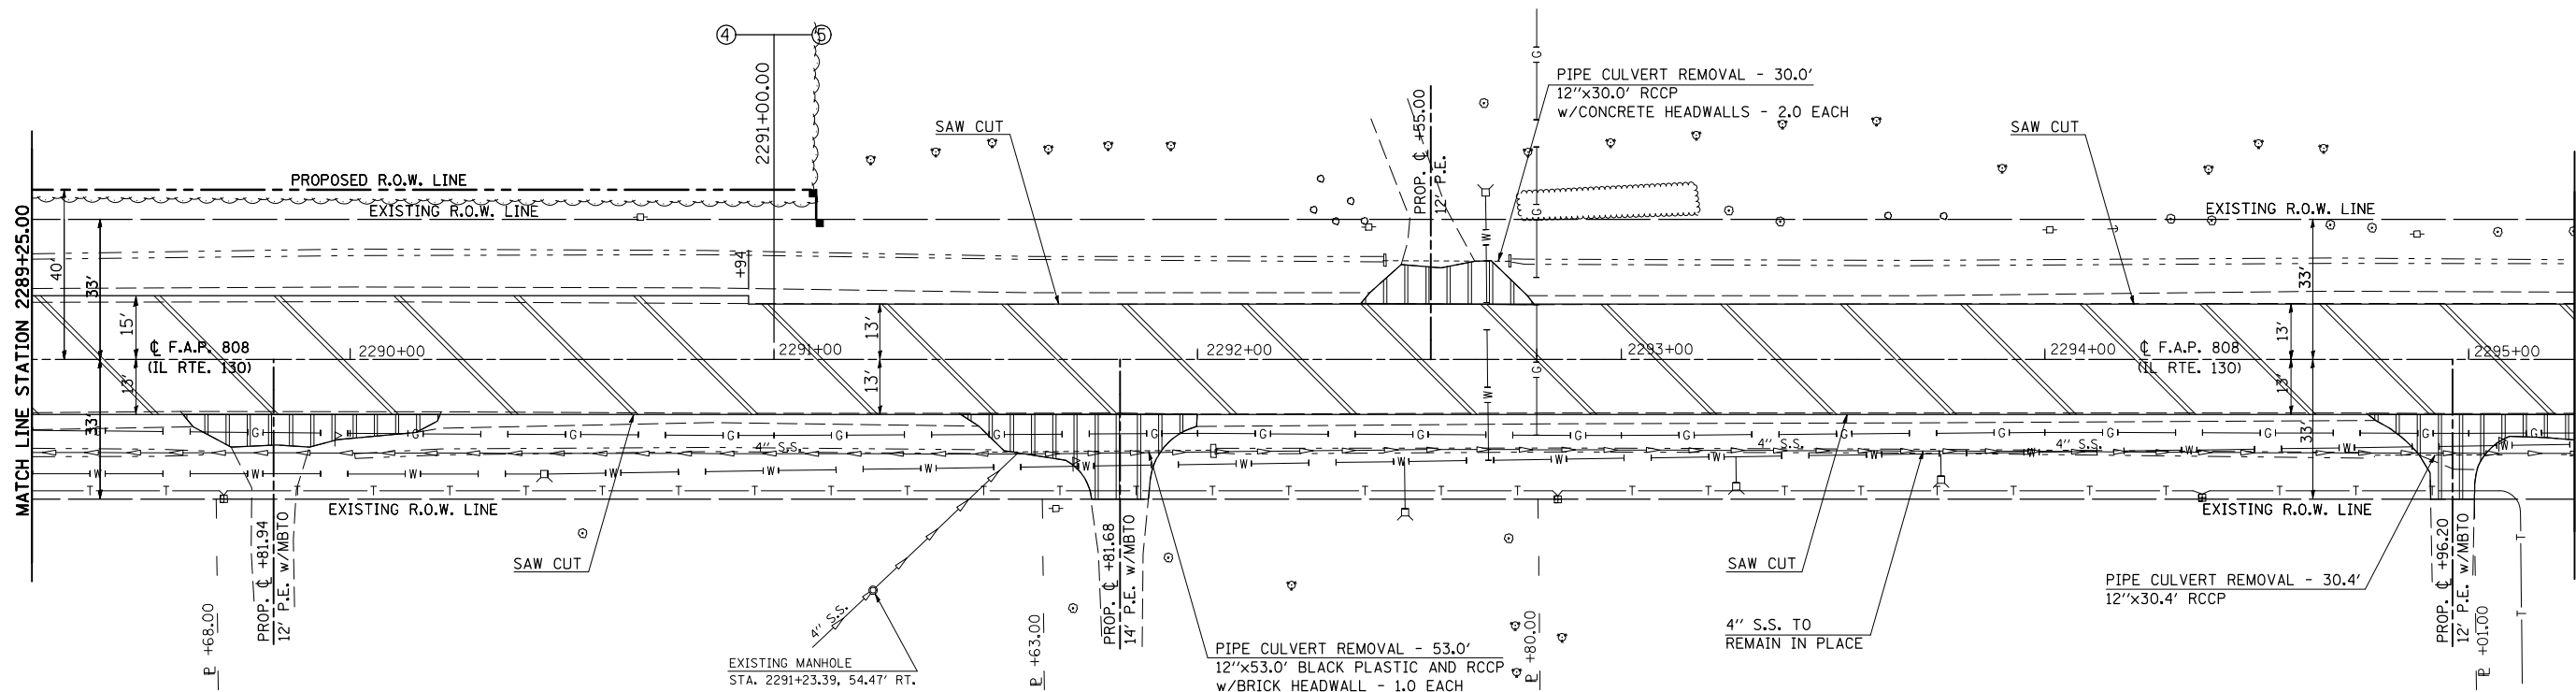 4
5
2291+00.00
PIPE CULVERT REMOVAL - 30.0'
12"x30.0' RCCP
w/CONCRETE HEADWALLS - 2.0 EACH
SAW CUT
SAW CUT
PROP. ℄ +55.00
12' P.E.
PROPOSED R.O.W. LINE
EXISTING R.O.W. LINE
EXISTING R.O.W. LINE
MATCH LINE STATION 2289+25.00
40'
33'
+94
33'
15'
13'
13'
℄ F.A.P. 808
(IL RTE. 130)
2290+00
2291+00
2292+00
2293+00
2294+00
℄ F.A.P. 808
(IL RTE. 130)
2295+00
13'
13'
13'
33'
33'
4" S.S.
4" S.S.
4" S.S.
EXISTING R.O.W. LINE
EXISTING R.O.W. LINE
SAW CUT
SAW CUT
℄ +68.00
PROP. ℄ +81.94
12' P.E. w/MBTO
4" S.S.
EXISTING MANHOLE
STA. 2291+23.39, 54.47' RT.
℄ +63.00
PROP. ℄ +81.68
14' P.E. w/MBTO
PIPE CULVERT REMOVAL - 53.0'
12"x53.0' BLACK PLASTIC AND RCCP
w/BRICK HEADWALL - 1.0 EACH
+80.00
4" S.S. TO
REMAIN IN PLACE
PIPE CULVERT REMOVAL - 30.4'
12"x30.4' RCCP
PROP. ℄ +96.20
12' P.E. w/MBTO
+01.00